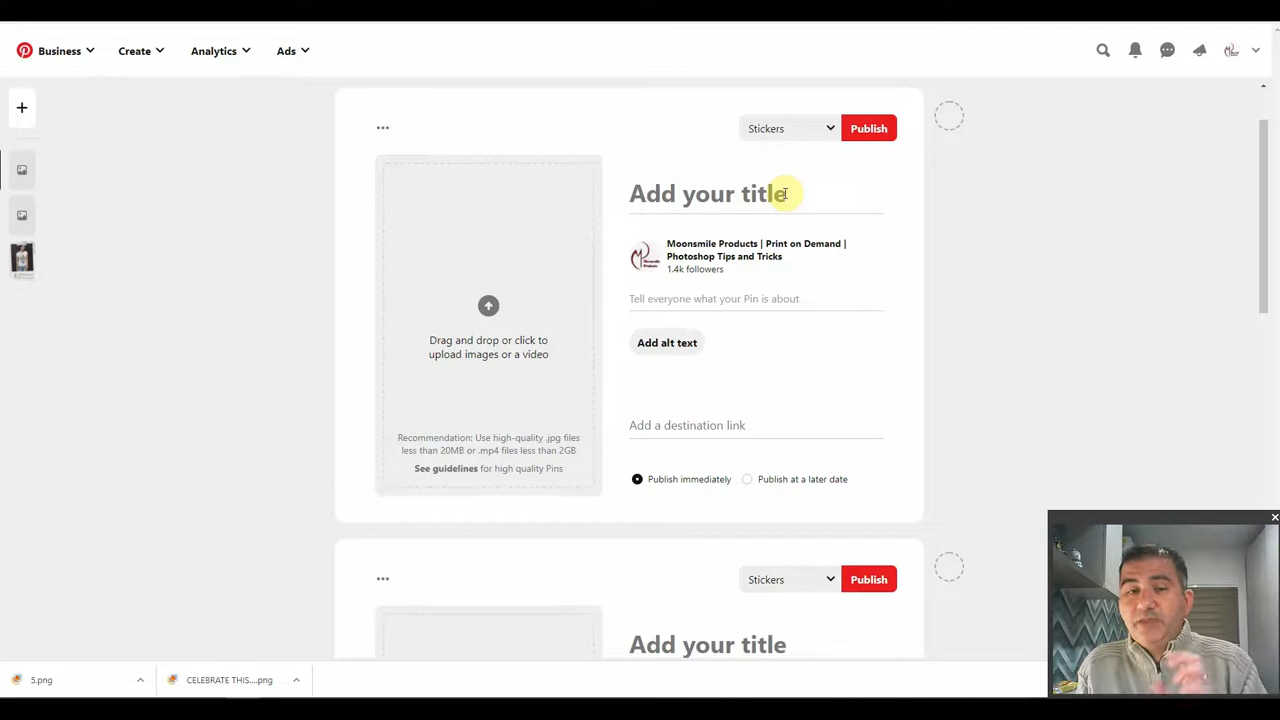 Business
Create
Analytics
Ads
Stickers
Publish
Add your title
Moonsmile Products | Print on Demand |
Photoshop Tips and Tricks
1.4k followers
Tell everyone what your Pin is about
Add alt text
Drag and drop or click to
upload images or a video
Add a destination link
Recommendation: Use high-quality .jpg files
less than 20MB or .mp4 files less than 2GB
See guidelines for high quality Pins
Publish immediately
Publish at a later date
Stickers
Publish
Add your title
5.png
CELEBRATE THIS....png